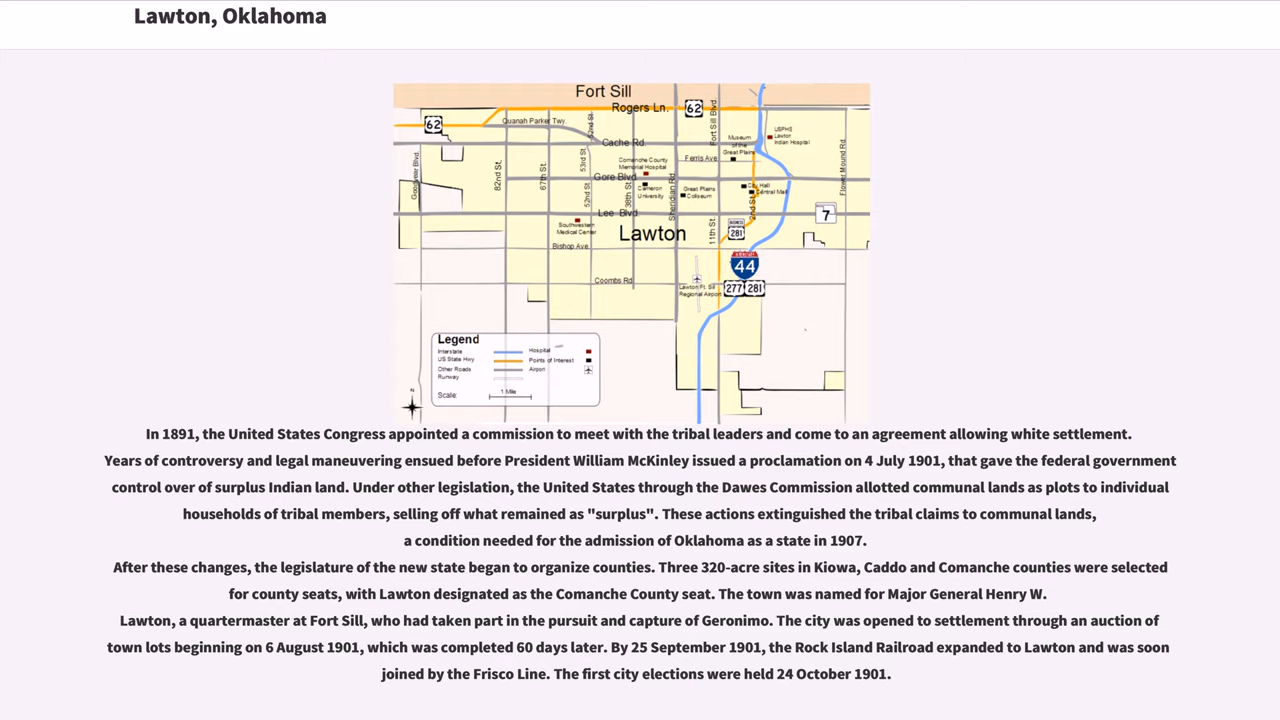 Lawton, Oklahoma
Fort Sill
Rogers Ln.
62
62
Quanah Parker Twy.
52nd St.
Fort Sill Blvd.
USPHS
Lawton
Indian Hospital
Cache Rd.
Museum
of the
Great Plains
Ferris Ave
Flower Mound Rd.
Goodyear Blvd.
82nd St.
67th St.
53rd St.
Comanche County
Memorial Hospital
Gore Blvd.
52nd St.
38th St.
Cameron
University
Sheridan Rd.
Great Plains
Coliseum
City Hall
Central Mall
2nd St.
Lee Blvd.
7
Southwestern
Medical Center
Lawton
11th St.
281
Bishop Ave
44
Coombs Rd.
Lawton Ft. Sill
Regional Airport
277 281
Legend
Interstate
Hospital
US State Hwy
Points of Interest
Other Roads
Airport
Runway
Scale:
1 Mile
N
In 1891, the United States Congress appointed a commission to meet with the tribal leaders and come to an agreement allowing white settlement.
Years of controversy and legal maneuvering ensued before President William McKinley issued a proclamation on 4 July 1901, that gave the federal government
control over of surplus Indian land. Under other legislation, the United States through the Dawes Commission allotted communal lands as plots to individual
households of tribal members, selling off what remained as "surplus". These actions extinguished the tribal claims to communal lands,
a condition needed for the admission of Oklahoma as a state in 1907.
After these changes, the legislature of the new state began to organize counties. Three 320-acre sites in Kiowa, Caddo and Comanche counties were selected
for county seats, with Lawton designated as the Comanche County seat. The town was named for Major General Henry W.
Lawton, a quartermaster at Fort Sill, who had taken part in the pursuit and capture of Geronimo. The city was opened to settlement through an auction of
town lots beginning on 6 August 1901, which was completed 60 days later. By 25 September 1901, the Rock Island Railroad expanded to Lawton and was soon
joined by the Frisco Line. The first city elections were held 24 October 1901.